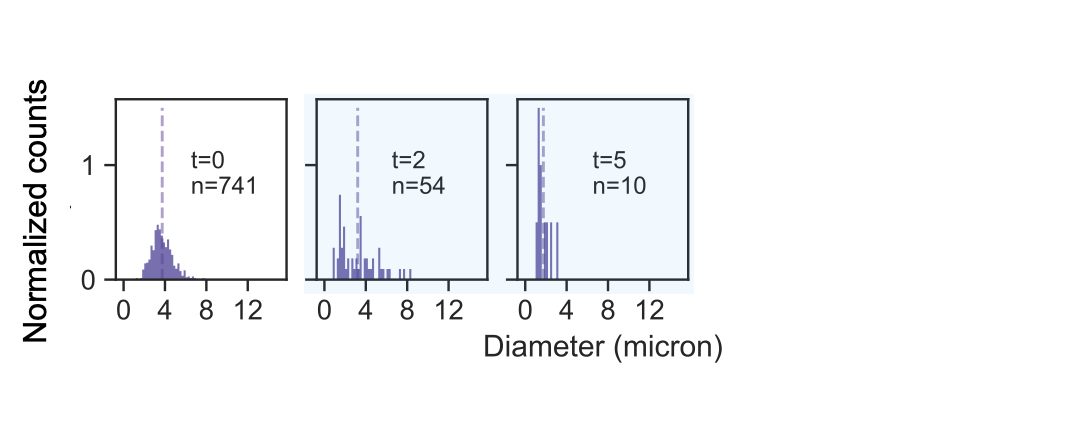 Normalized counts
1
0
t=0
n=741
t=2
n=54
t=5
n=10
0 4 8 12
0 4 8 12
0 4 8 12
Diameter (micron)